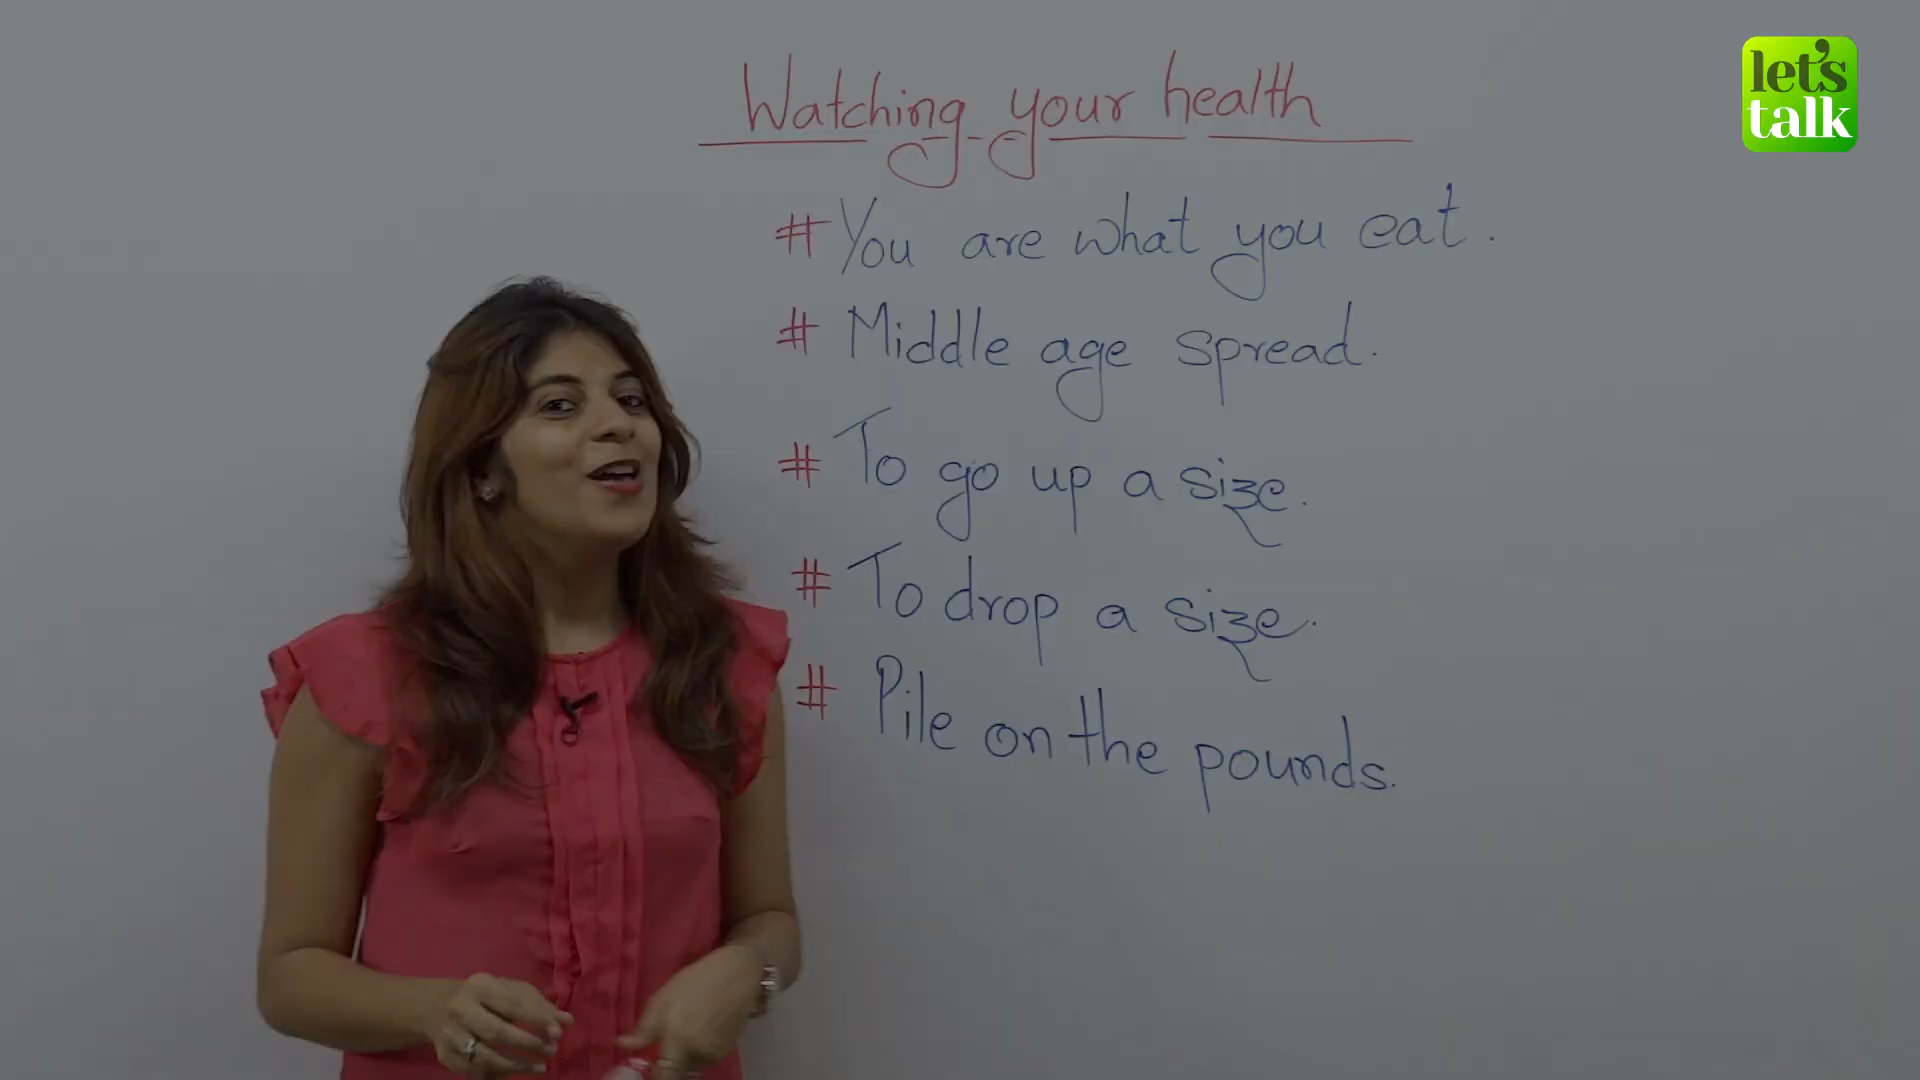 let's
talk
Watching your health
# You are what you eat.
# Middle age spread.
# To go up a size.
# To drop a size.
# Pile on the pounds.